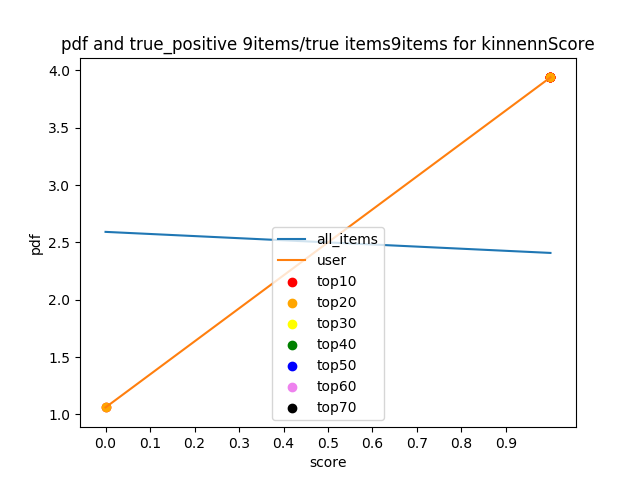 pdf and true_positive 9items/true items9items for kinnennScore
pdf
4.0
3.5
3.0
2.5
2.0
1.5
1.0
all_items
user
top10
top20
top30
top40
top50
top60
top70
0.0 0.1 0.2 0.3 0.4 0.5 0.6 0.7 0.8 0.9
score